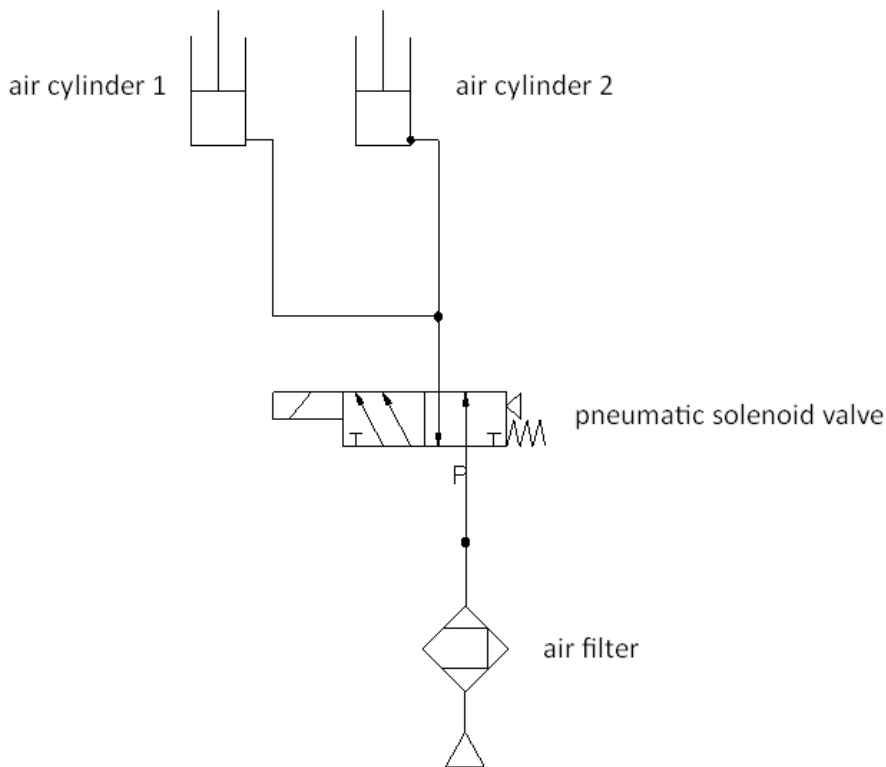 air cylinder 1
air cylinder 2
pneumatic solenoid valve
P
air filter